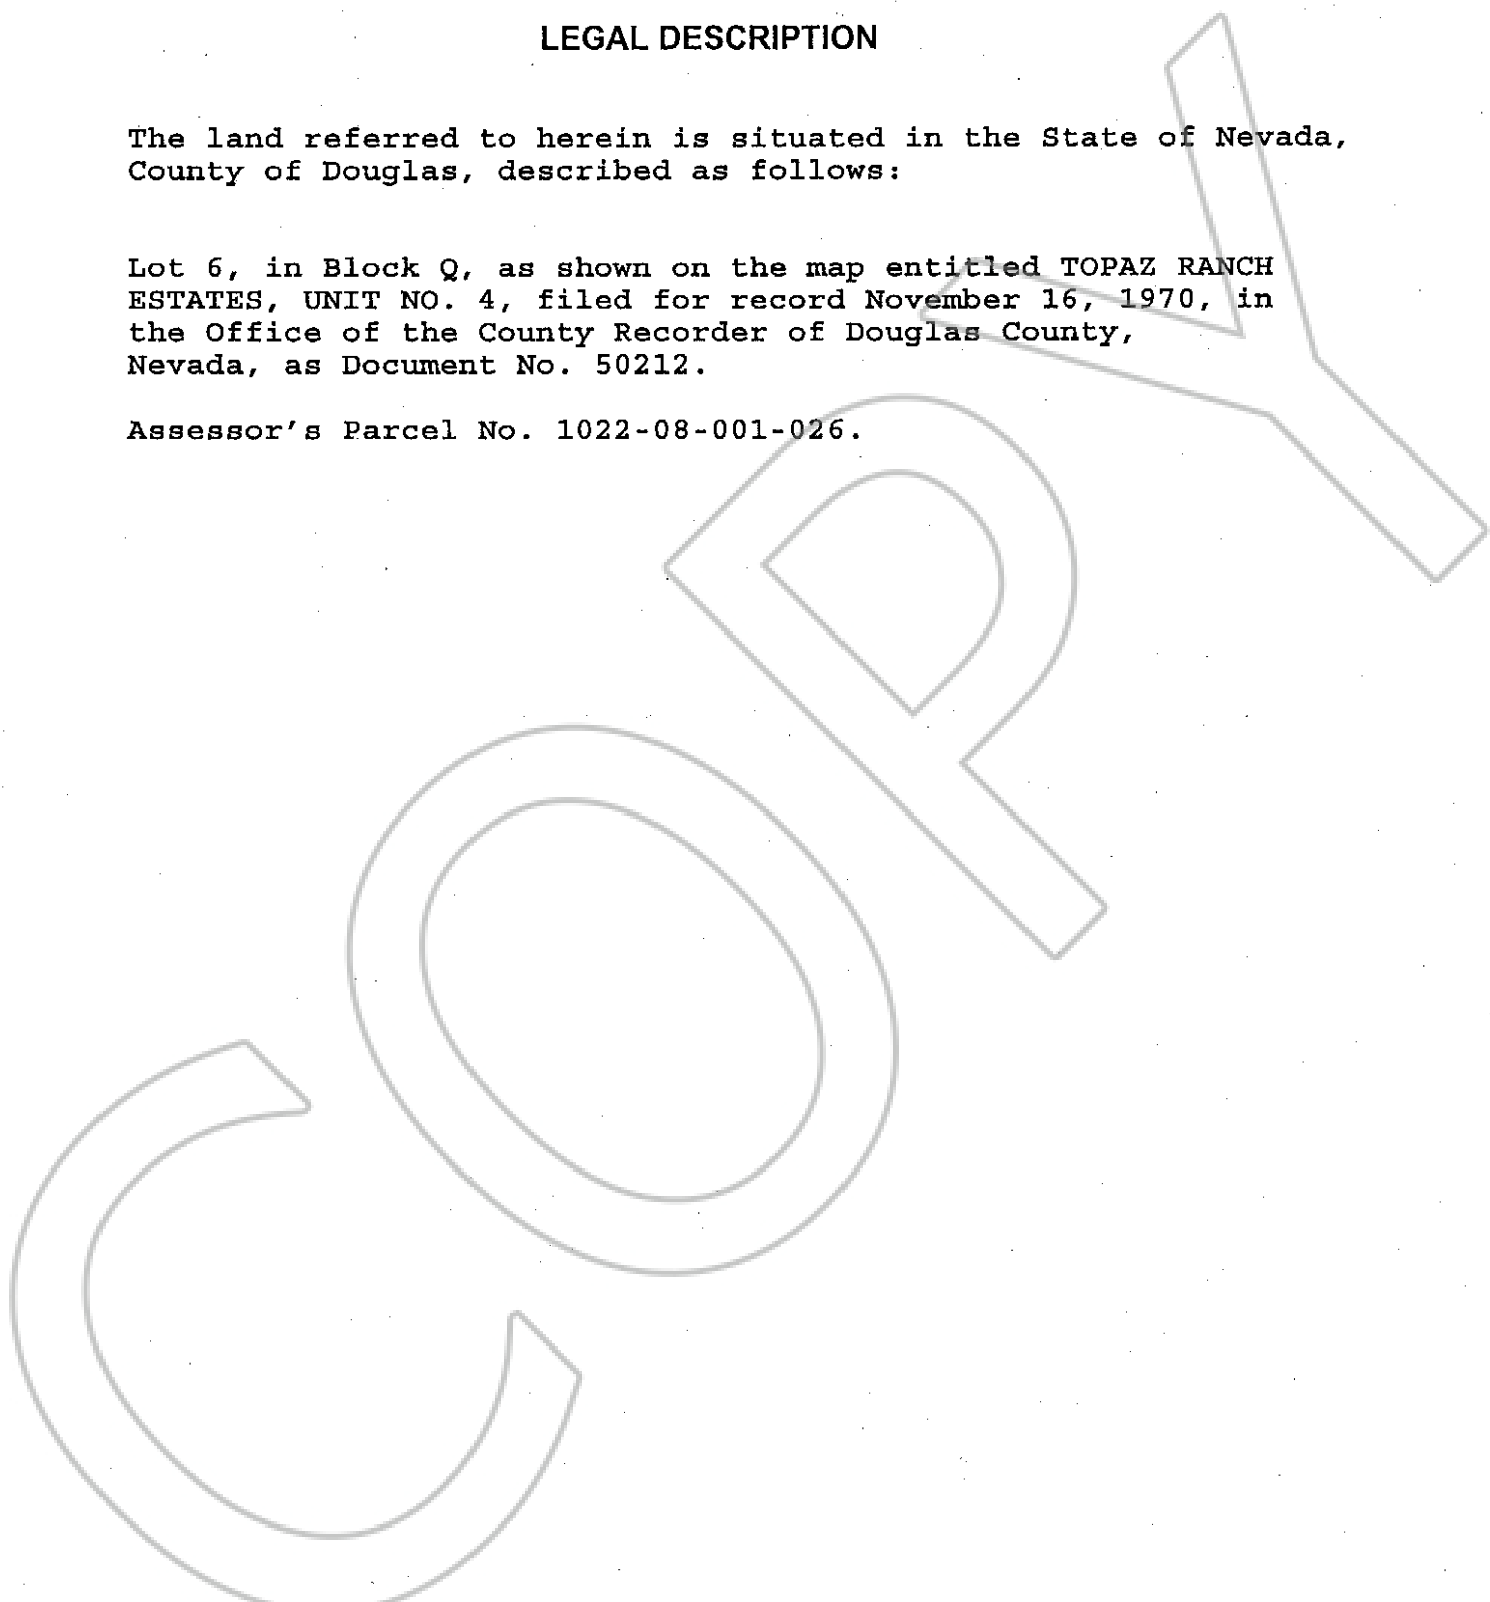 LEGAL DESCRIPTION
The land referred to herein is situated in the State of Nevada,
County of Douglas, described as follows:
Lot 6, in Block Q, as shown on the map entitled TOPAZ RANCH
ESTATES, UNIT NO. 4, filed for record November 16, 1970, in
the Office of the County Recorder of Douglas County,
Nevada, as Document No. 50212.
Assessor's Parcel No. 1022-08-001-026.
COPY